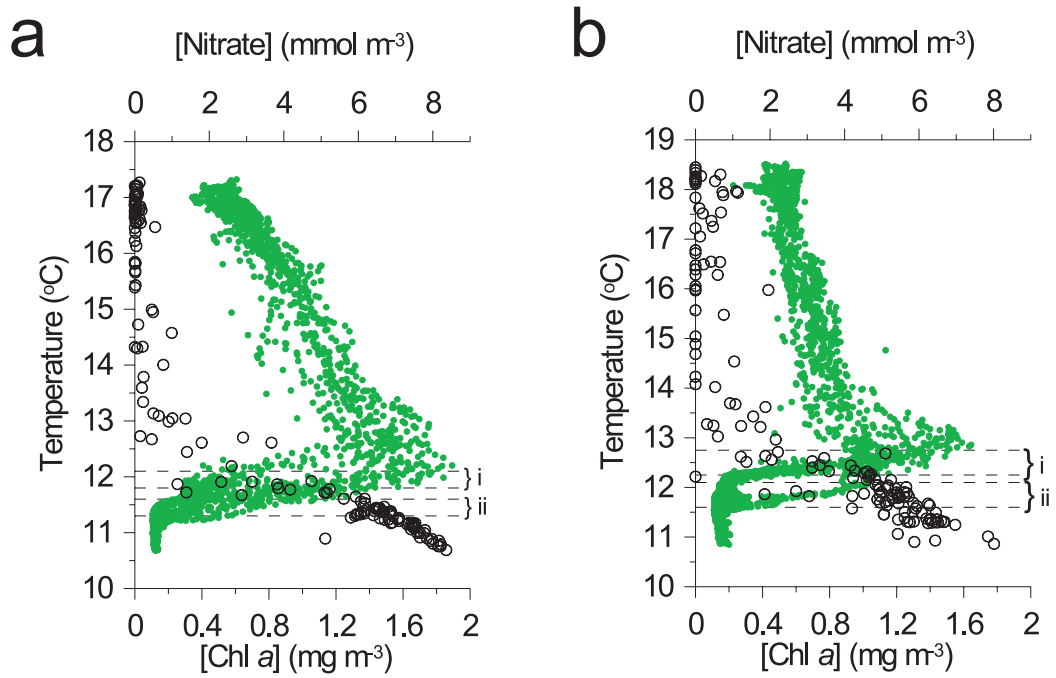 a
[Nitrate] (mmol m-3)
0 2 4 6 8
Temperature (oC)
18
17
16
15
14
13
12
11
10
i
ii
0 0.4 0.8 1.2 1.6 2
[Chl a] (mg m-3)
b
[Nitrate] (mmol m-3)
0 2 4 6 8
Temperature (oC)
19
18
17
16
15
14
13
12
11
10
i
ii
0 0.4 0.8 1.2 1.6 2
[Chl a] (mg m-3)